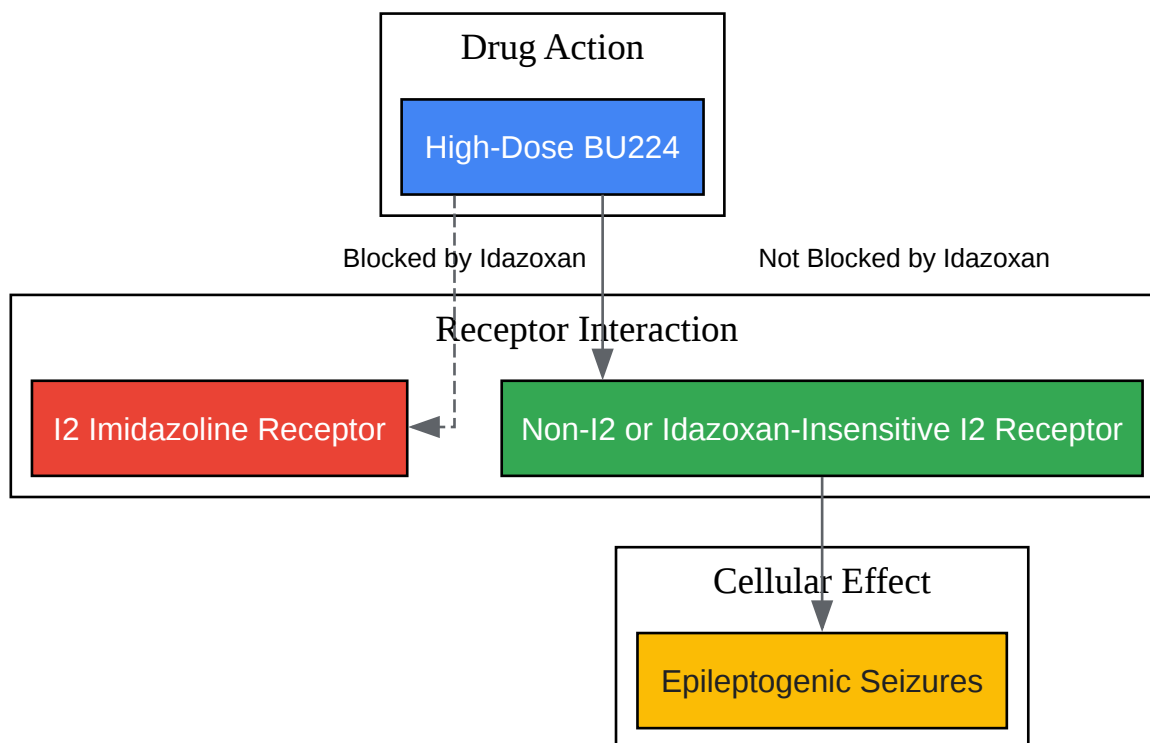 Drug Action
High-Dose BU224
Blocked by Idazoxan
Not Blocked by Idazoxan
Receptor Interaction
I2 Imidazoline Receptor
Non-I2 or Idazoxan-Insensitive I2 Receptor
Cellular Effect
Epileptogenic Seizures